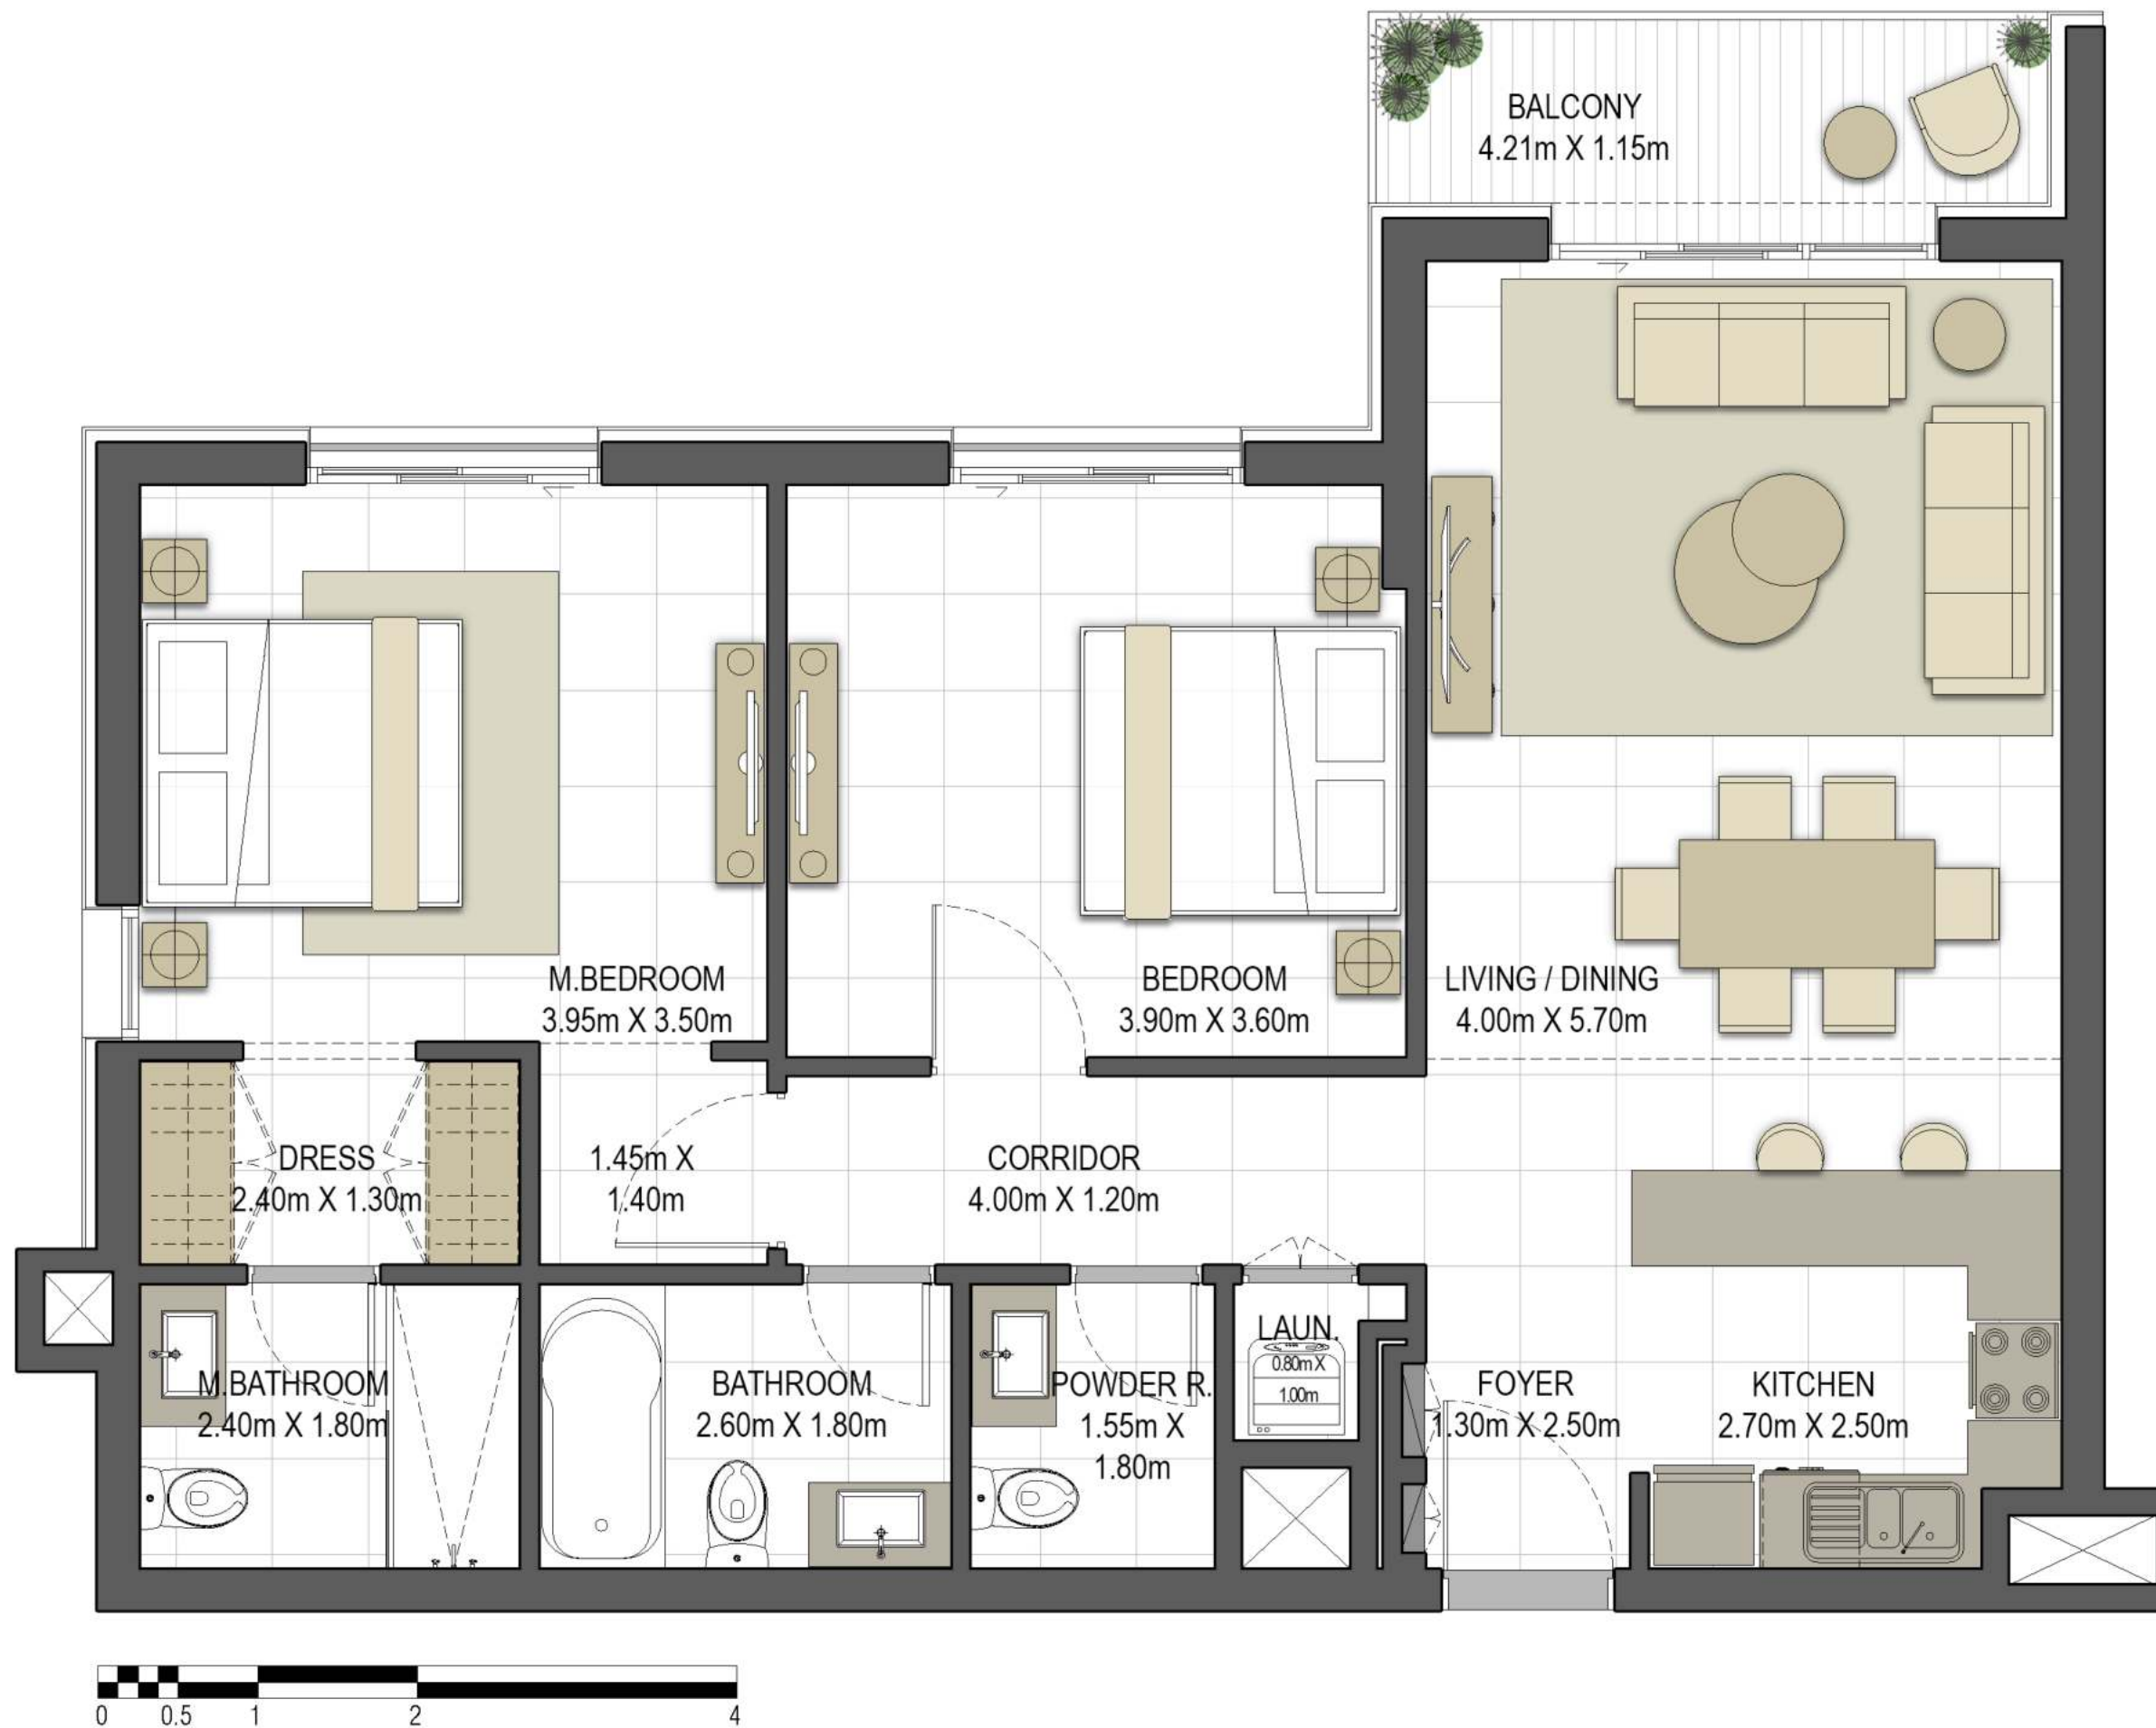 BALCONY
4.21m X 1.15m
M.BEDROOM
3.95m X 3.50m
BEDROOM
3.90m X 3.60m
LIVING / DINING
4.00m X 5.70m
DRESS
2.40m X 1.30m
1.45m X
1.40m
CORRIDOR
4.00m X 1.20m
M.BATHROOM
2.40m X 1.80m
BATHROOM
2.60m X 1.80m
POWDER R.
1.55m X
1.80m
LAUN.
0.80m X
1.00m
FOYER
1.30m X 2.50m
KITCHEN
2.70m X 2.50m
0 0.5 1 2 4